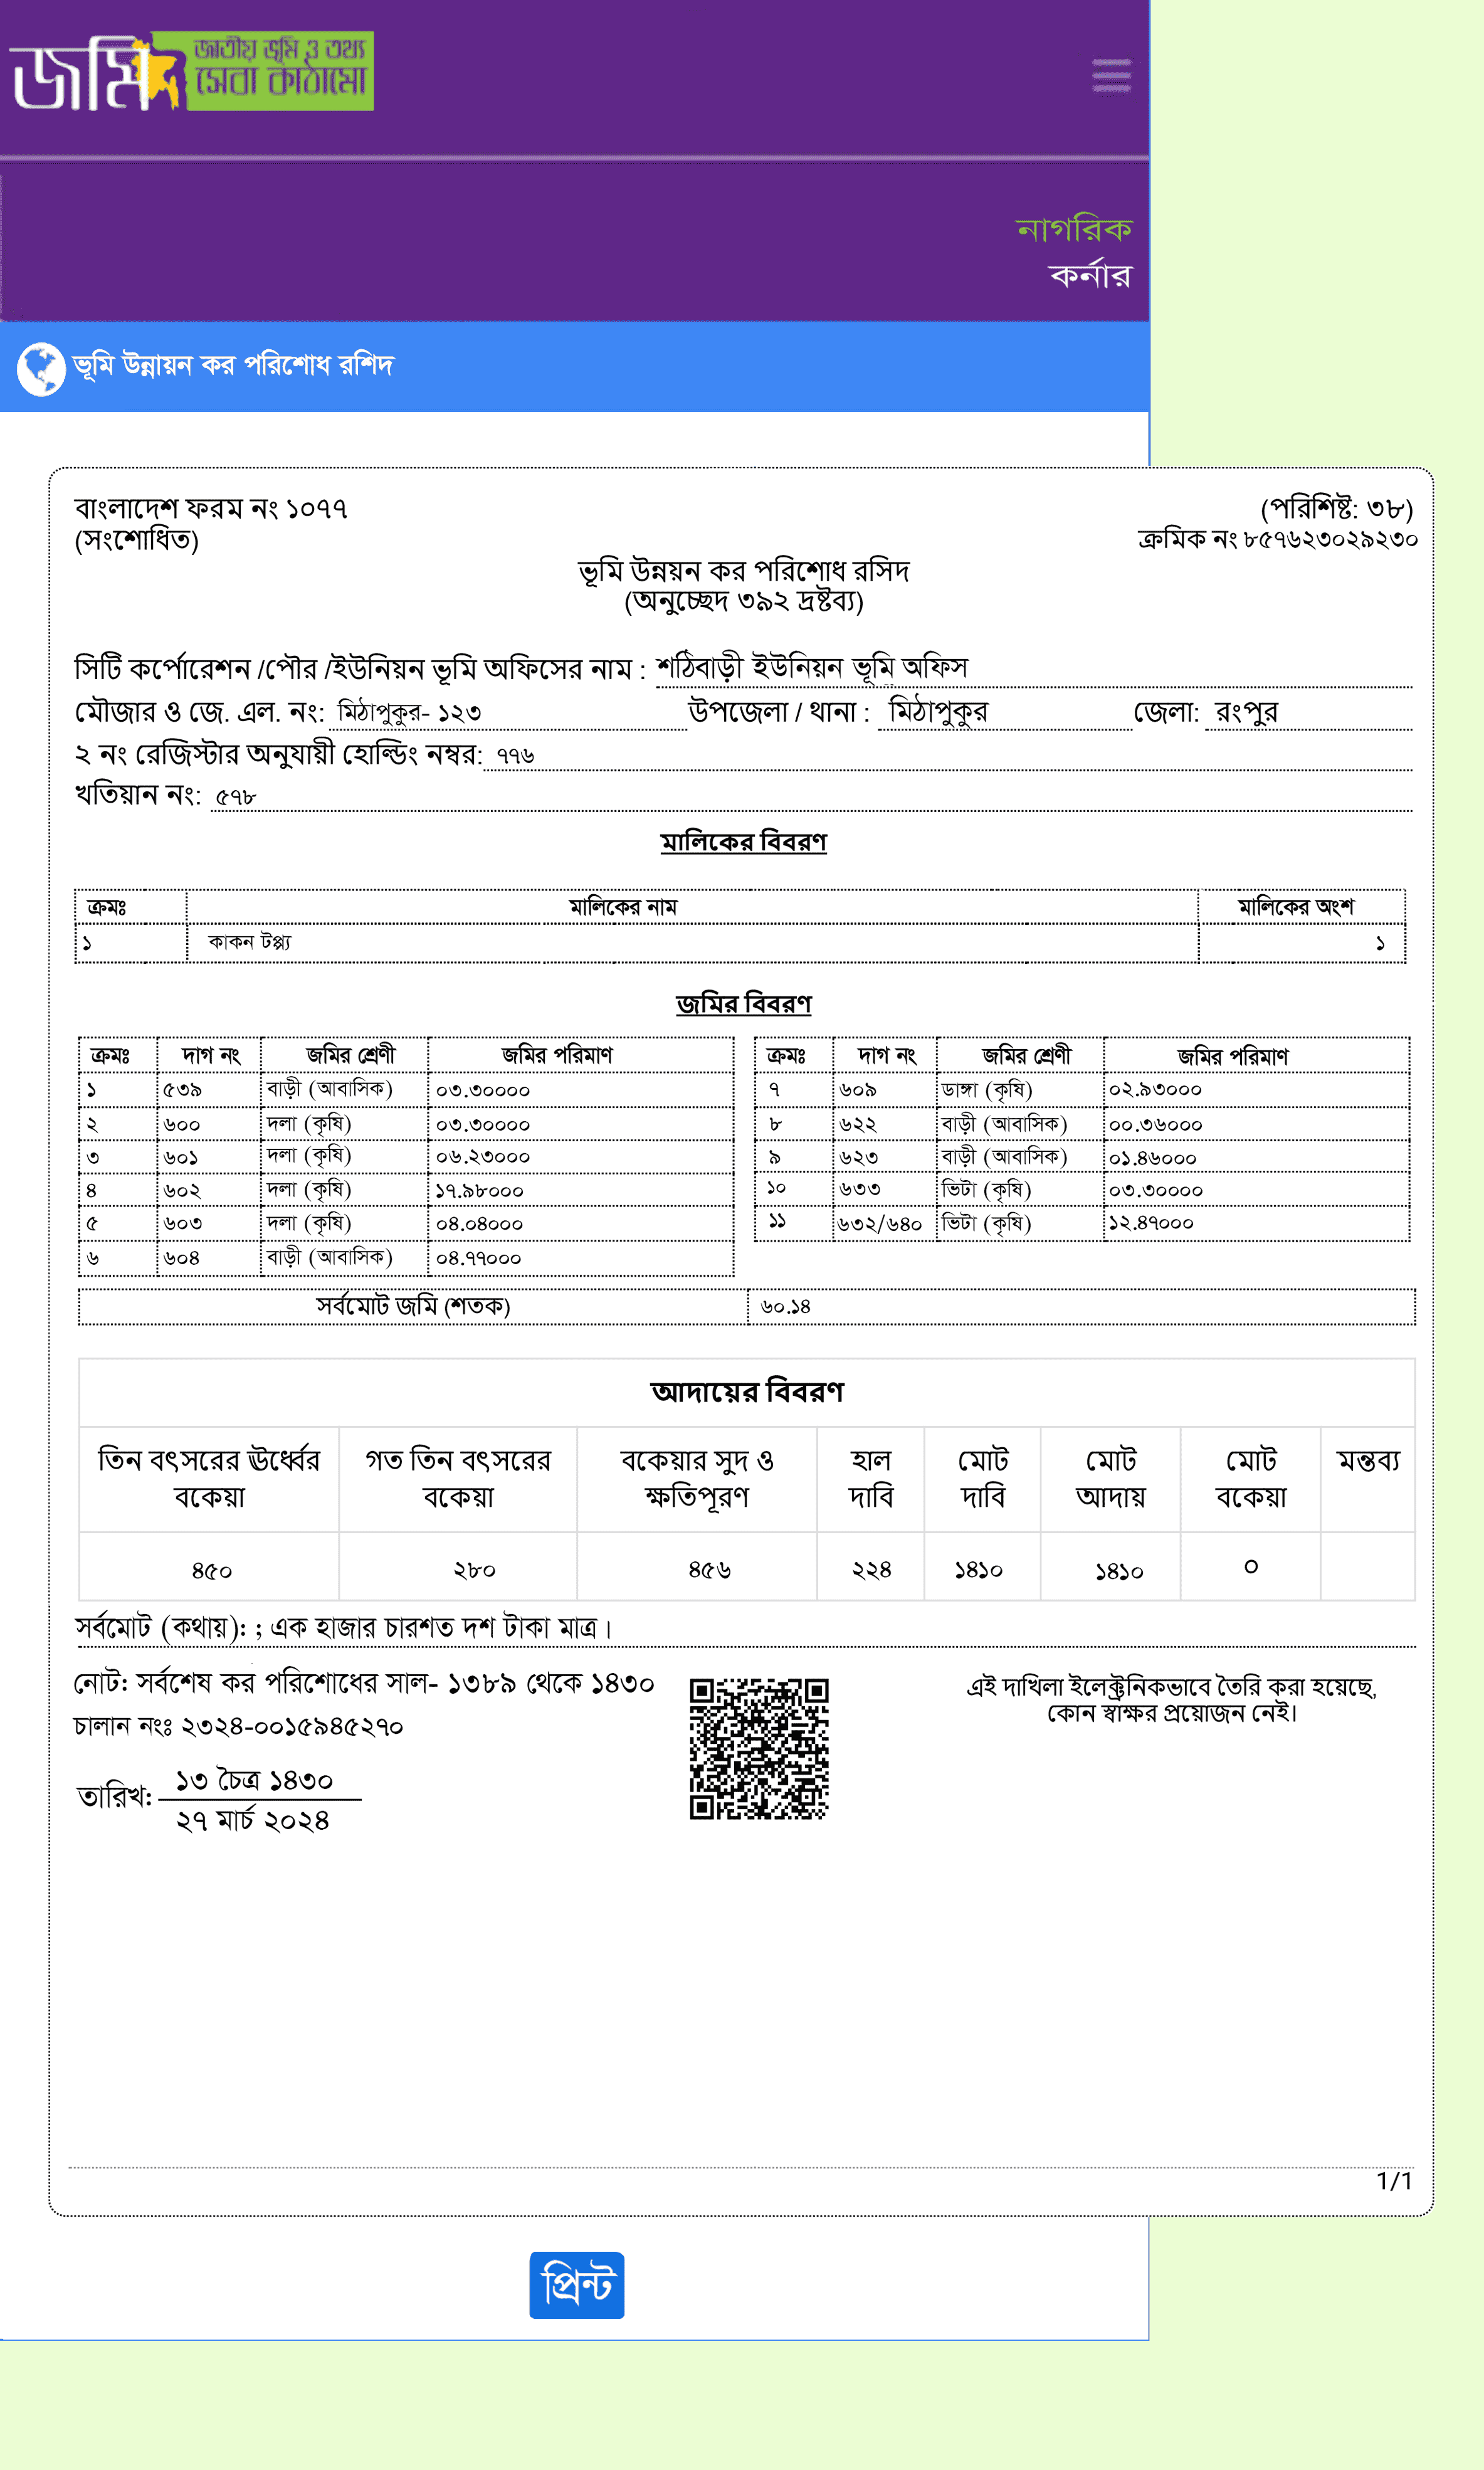 জমি জাতীয় ভূমি ও তথ্য
সেবা কাঠামো
নাগরিক
কর্নার
ভূমি উন্নায়ন কর পরিশোধ রশিদ
বাংলাদেশ ফরম নং ১০৭৭ (পরিশিষ্ট: ৩৮)
(সংশোধিত) ক্রমিক নং ৮৫৭৬২৩০২৯২৩০
ভূমি উন্নয়ন কর পরিশোধ রসিদ
(অনুচ্ছেদ ৩৯২ দ্রষ্টব্য)
সিটি কর্পোরেশন /পৌর /ইউনিয়ন ভূমি অফিসের নাম : শঠিবাড়ী ইউনিয়ন ভূমি অফিস
মৌজার ও জে. এল. নং: মিঠাপুকুর- ১২৩ উপজেলা / থানা : মিঠাপুকুর জেলা: রংপুর
২ নং রেজিস্টার অনুযায়ী হোল্ডিং নম্বর: ৭৭৬
খতিয়ান নং: ৫৭৮
মালিকের বিবরণ
ক্রমঃ মালিকের নাম মালিকের অংশ
১ কাকন টপ্প্য ১
জমির বিবরণ
ক্রমঃ দাগ নং জমির শ্রেণী জমির পরিমাণ
১ ৫৩৯ বাড়ী (আবাসিক) ০৩.৩০০০০
২ ৬০০ দলা (কৃষি) ০৩.৩০০০০
৩ ৬০১ দলা (কৃষি) ০৬.২৩০০০
৪ ৬০২ দলা (কৃষি) ১৭.৯৮০০০
৫ ৬০৩ দলা (কৃষি) ০৪.০৪০০০
৬ ৬০৪ বাড়ী (আবাসিক) ০৪.৭৭০০০
ক্রমঃ দাগ নং জমির শ্রেণী জমির পরিমাণ
৭ ৬০৯ ডাঙ্গা (কৃষি) ০২.৯৩০০০
৮ ৬২২ বাড়ী (আবাসিক) ০০.৩৬০০০
৯ ৬২৩ বাড়ী (আবাসিক) ০১.৪৬০০০
১০ ৬৩৩ ভিটা (কৃষি) ০৩.৩০০০০
১১ ৬৩২/৬৪০ ভিটা (কৃষি) ১২.৪৭০০০
সর্বমোট জমি (শতক) ৬০.১৪
আদায়ের বিবরণ
তিন বৎসরের ঊর্ধ্বের গত তিন বৎসরের বকেয়ার সুদ ও হাল মোট মোট মোট মন্তব্য
বকেয়া বকেয়া ক্ষতিপূরণ দাবি দাবি আদায় বকেয়া
৪৫০ ২৮০ ৪৫৬ ২২৪ ১৪১০ ১৪১০ ০
সর্বমোট (কথায়): ; এক হাজার চারশত দশ টাকা মাত্র।
নোট: সর্বশেষ কর পরিশোধের সাল- ১৩৮৯ থেকে ১৪৩০
চালান নংঃ ২৩২৪-০০১৫৯৪৫২৭০
তারিখ: ১৩ চৈত্র ১৪৩০
২৭ মার্চ ২০২৪
এই দাখিলা ইলেক্ট্রনিকভাবে তৈরি করা হয়েছে,
কোন স্বাক্ষর প্রয়োজন নেই।
1/1
প্রিন্ট